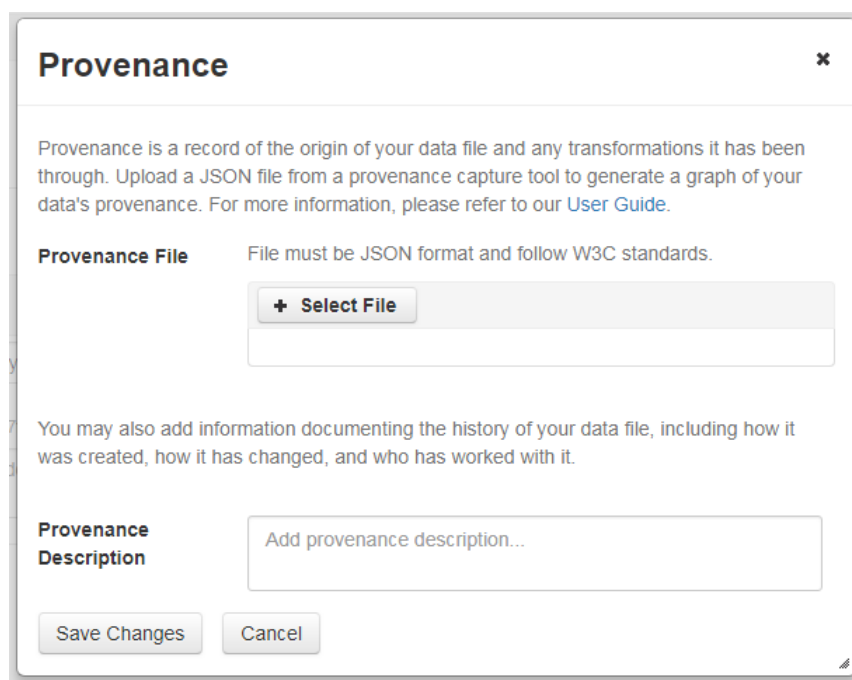 Provenance
Provenance is a record of the origin of your data file and any transformations it has been
through. Upload a JSON file from a provenance capture tool to generate a graph of your
data's provenance. For more information, please refer to our User Guide.
Provenance File
File must be JSON format and follow W3C standards.
+ Select File
You may also add information documenting the history of your data file, including how it
was created, how it has changed, and who has worked with it.
Provenance
Description
Add provenance description...
Save Changes
Cancel